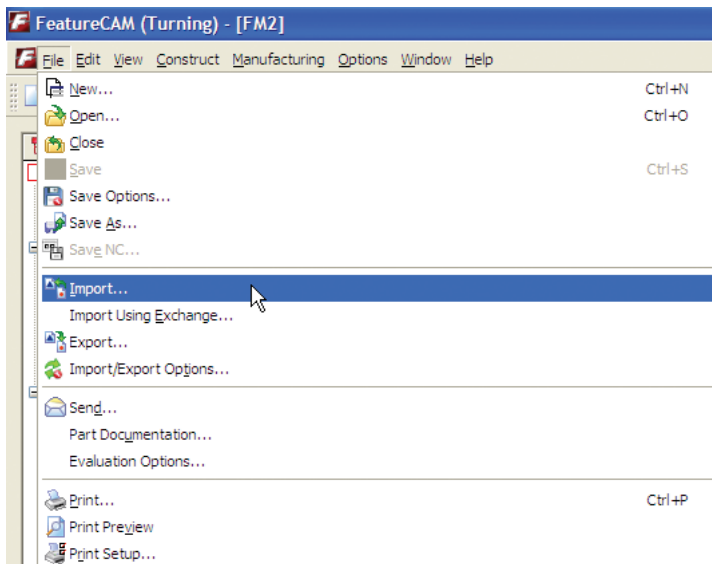 FeatureCAM (Turning) - [FM2]
File Edit View Construct Manufacturing Options Window Help
New... Ctrl+N
Open... Ctrl+O
Close
Save Ctrl+S
Save Options...
Save As...
Save NC...
Import...
Import Using Exchange...
Export...
Import/Export Options...
Send...
Part Documentation...
Evaluation Options...
Print... Ctrl+P
Print Preview
Print Setup...